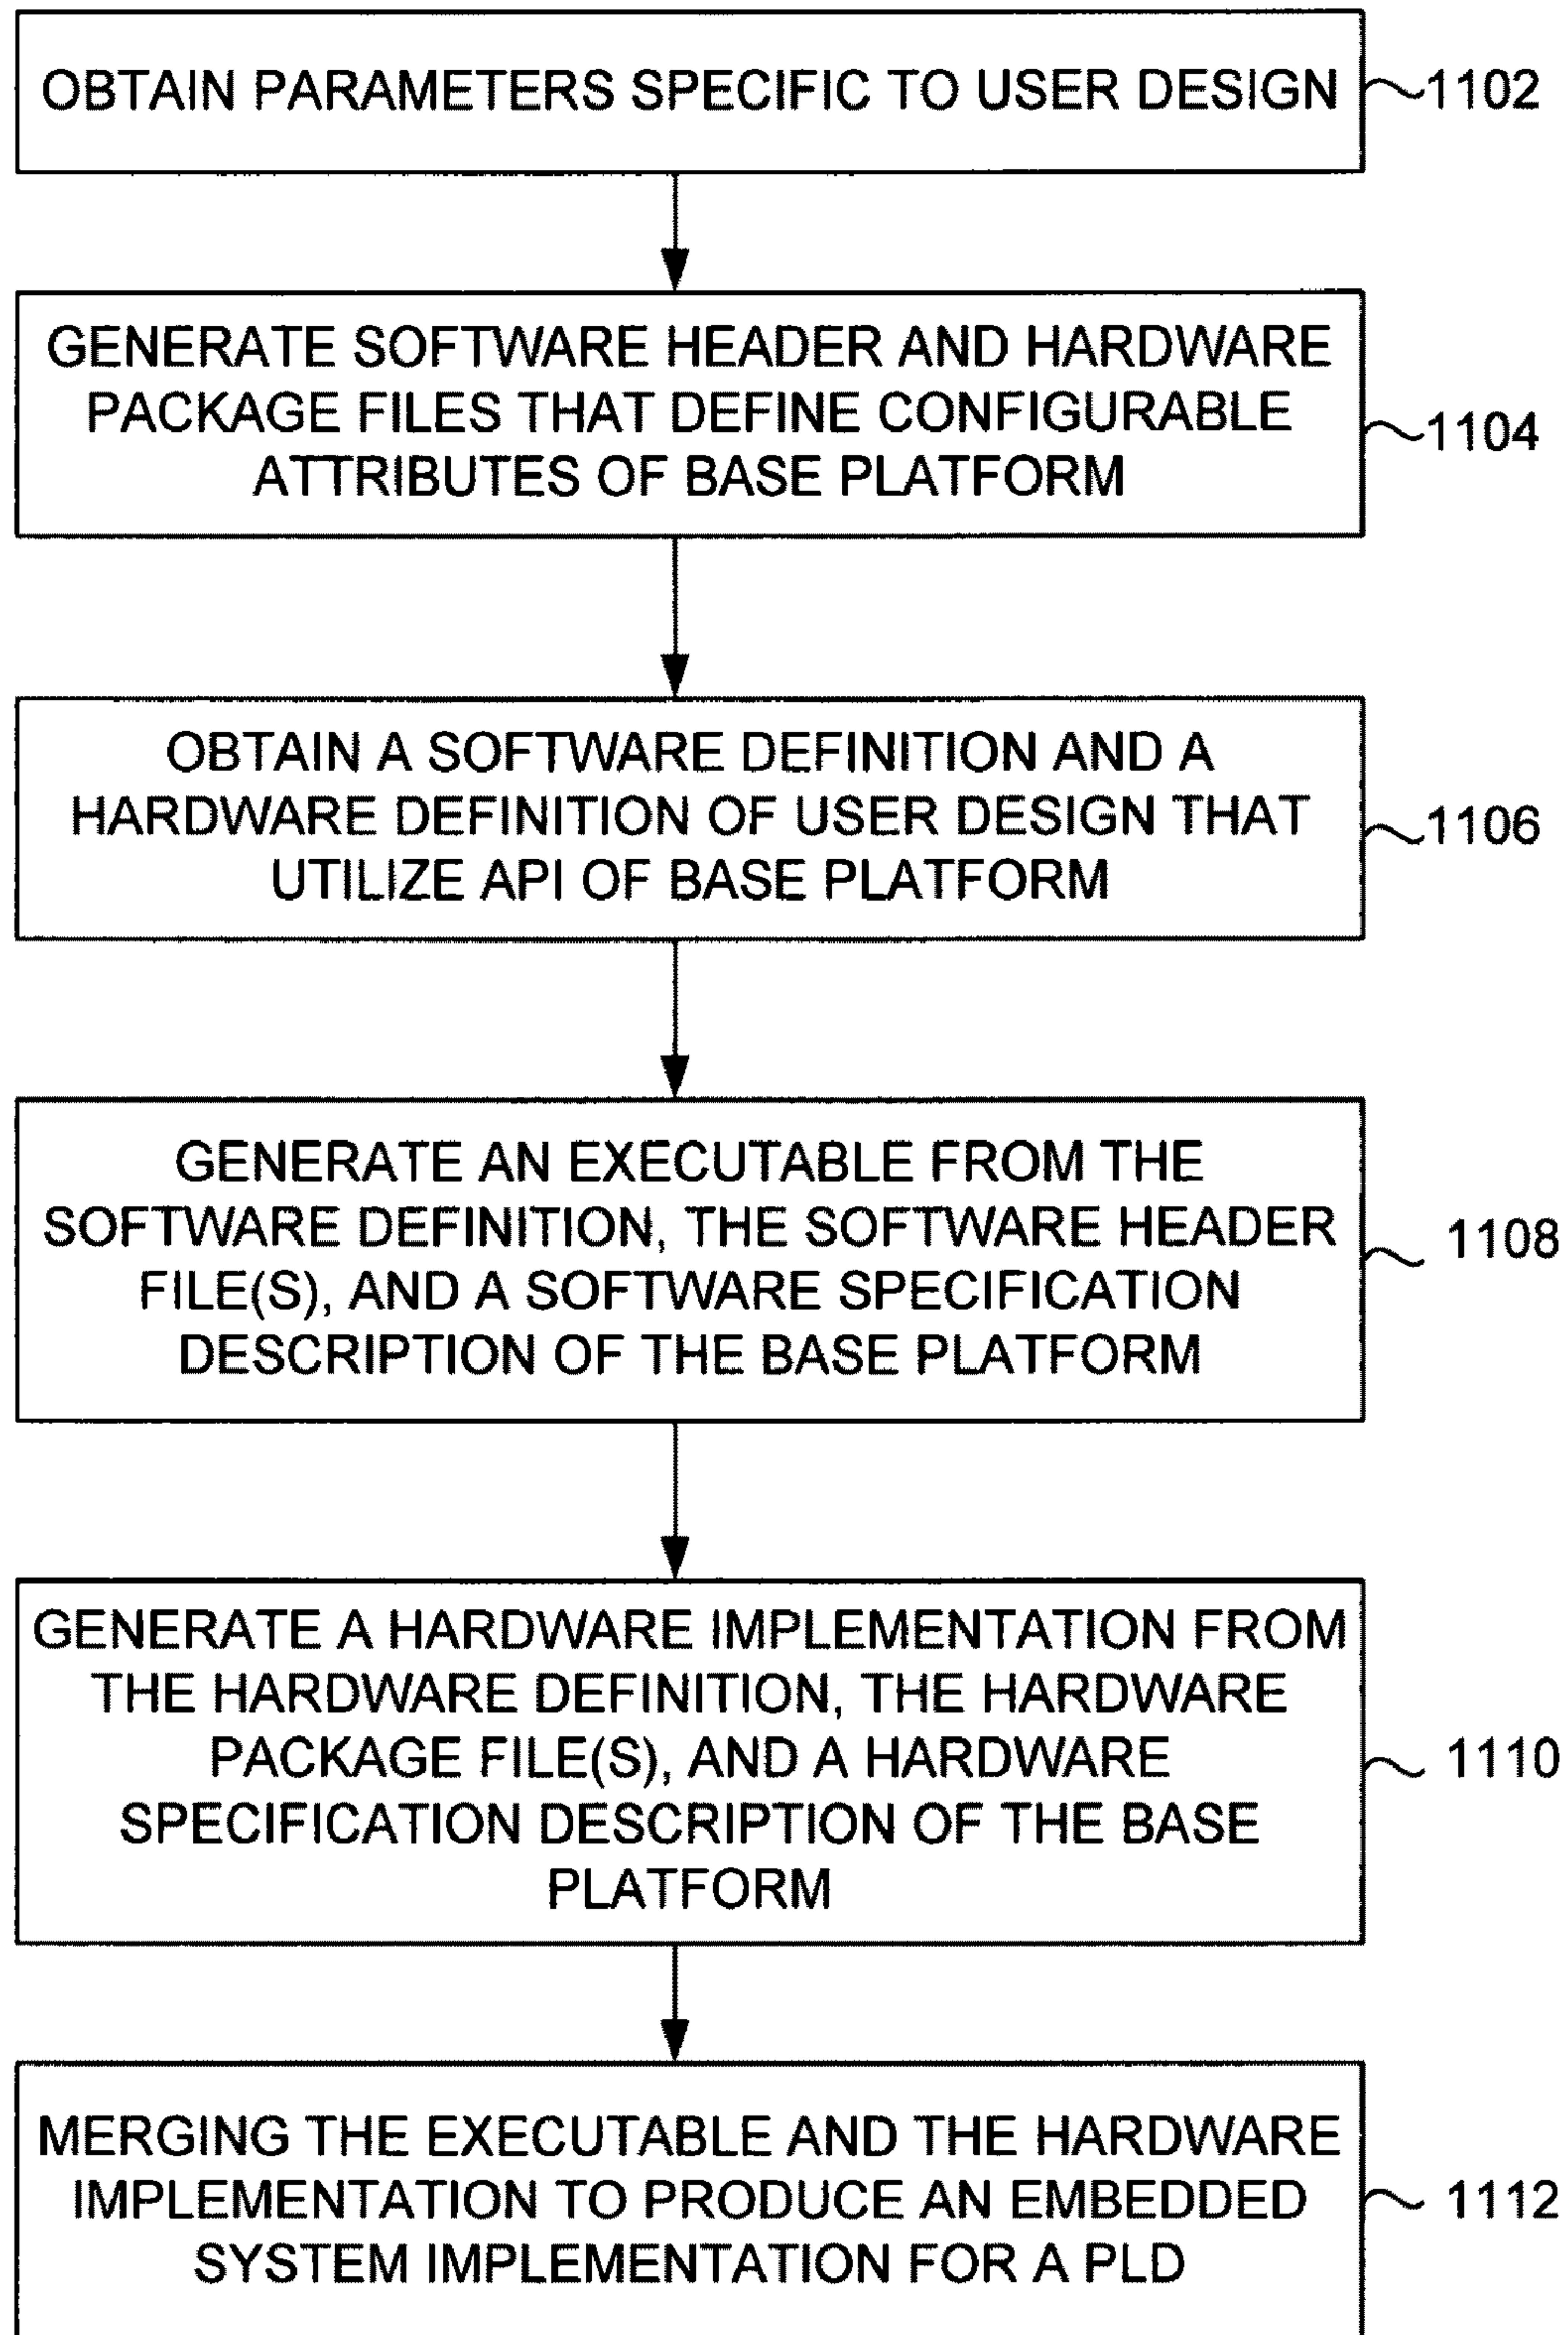 OBTAIN PARAMETERS SPECIFIC TO USER DESIGN
1102
GENERATE SOFTWARE HEADER AND HARDWARE
PACKAGE FILES THAT DEFINE CONFIGURABLE
ATTRIBUTES OF BASE PLATFORM
1104
OBTAIN A SOFTWARE DEFINITION AND A
HARDWARE DEFINITION OF USER DESIGN THAT
UTILIZE API OF BASE PLATFORM
1106
GENERATE AN EXECUTABLE FROM THE
SOFTWARE DEFINITION, THE SOFTWARE HEADER
FILE(S), AND A SOFTWARE SPECIFICATION
DESCRIPTION OF THE BASE PLATFORM
1108
GENERATE A HARDWARE IMPLEMENTATION FROM
THE HARDWARE DEFINITION, THE HARDWARE
PACKAGE FILE(S), AND A HARDWARE
SPECIFICATION DESCRIPTION OF THE BASE
PLATFORM
1110
MERGING THE EXECUTABLE AND THE HARDWARE
IMPLEMENTATION TO PRODUCE AN EMBEDDED
SYSTEM IMPLEMENTATION FOR A PLD
1112